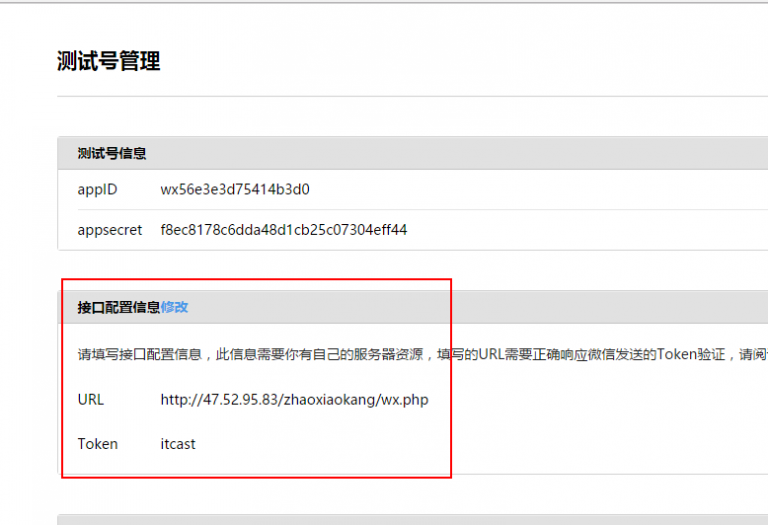 测试号管理
测试号信息
appID wx56e3e3d75414b3d0
appsecret f8ec8178c6dda48d1cb25c07304eff44
接口配置信息修改
请填写接口配置信息，此信息需要你有自己的服务器资源，填写的URL需要正确响应微信发送的Token验证，请阅
URL http://47.52.95.83/zhaoxiaokang/wx.php
Token itcast